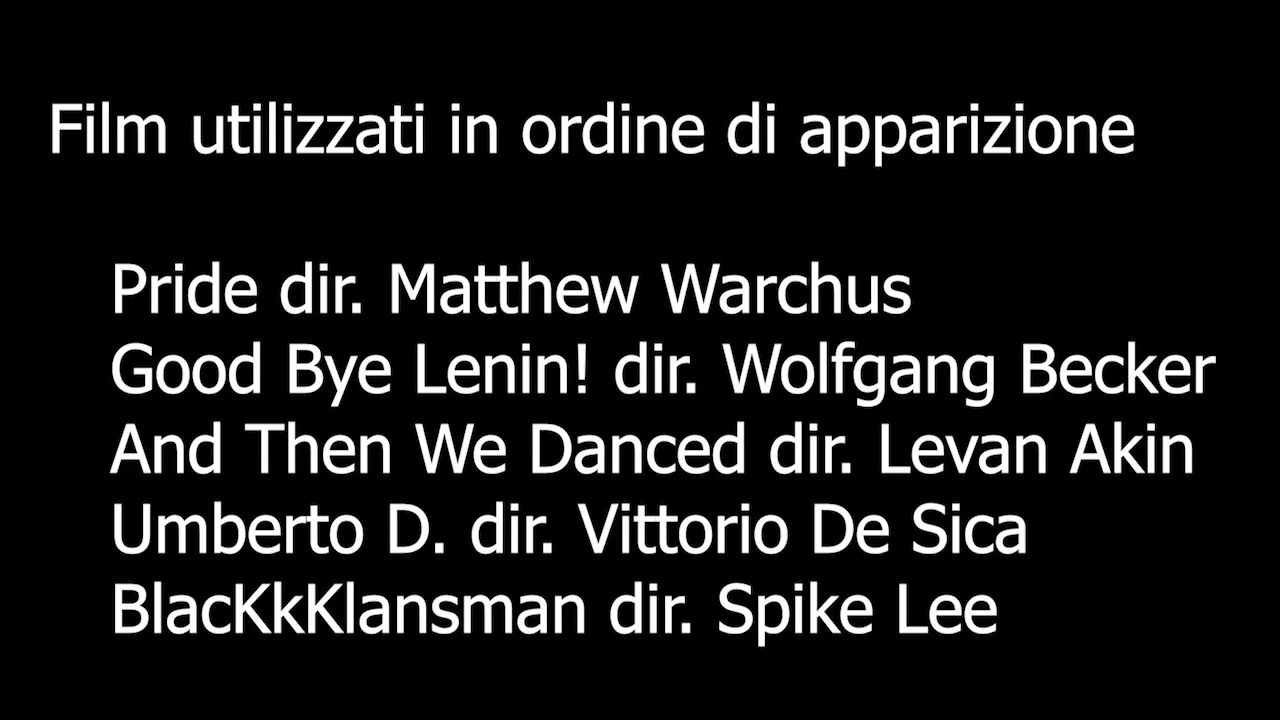 Film utilizzati in ordine di apparizione
Pride dir. Matthew Warchus
Good Bye Lenin! dir. Wolfgang Becker
And Then We Danced dir. Levan Akin
Umberto D. dir. Vittorio De Sica
BlacKkKlansman dir. Spike Lee